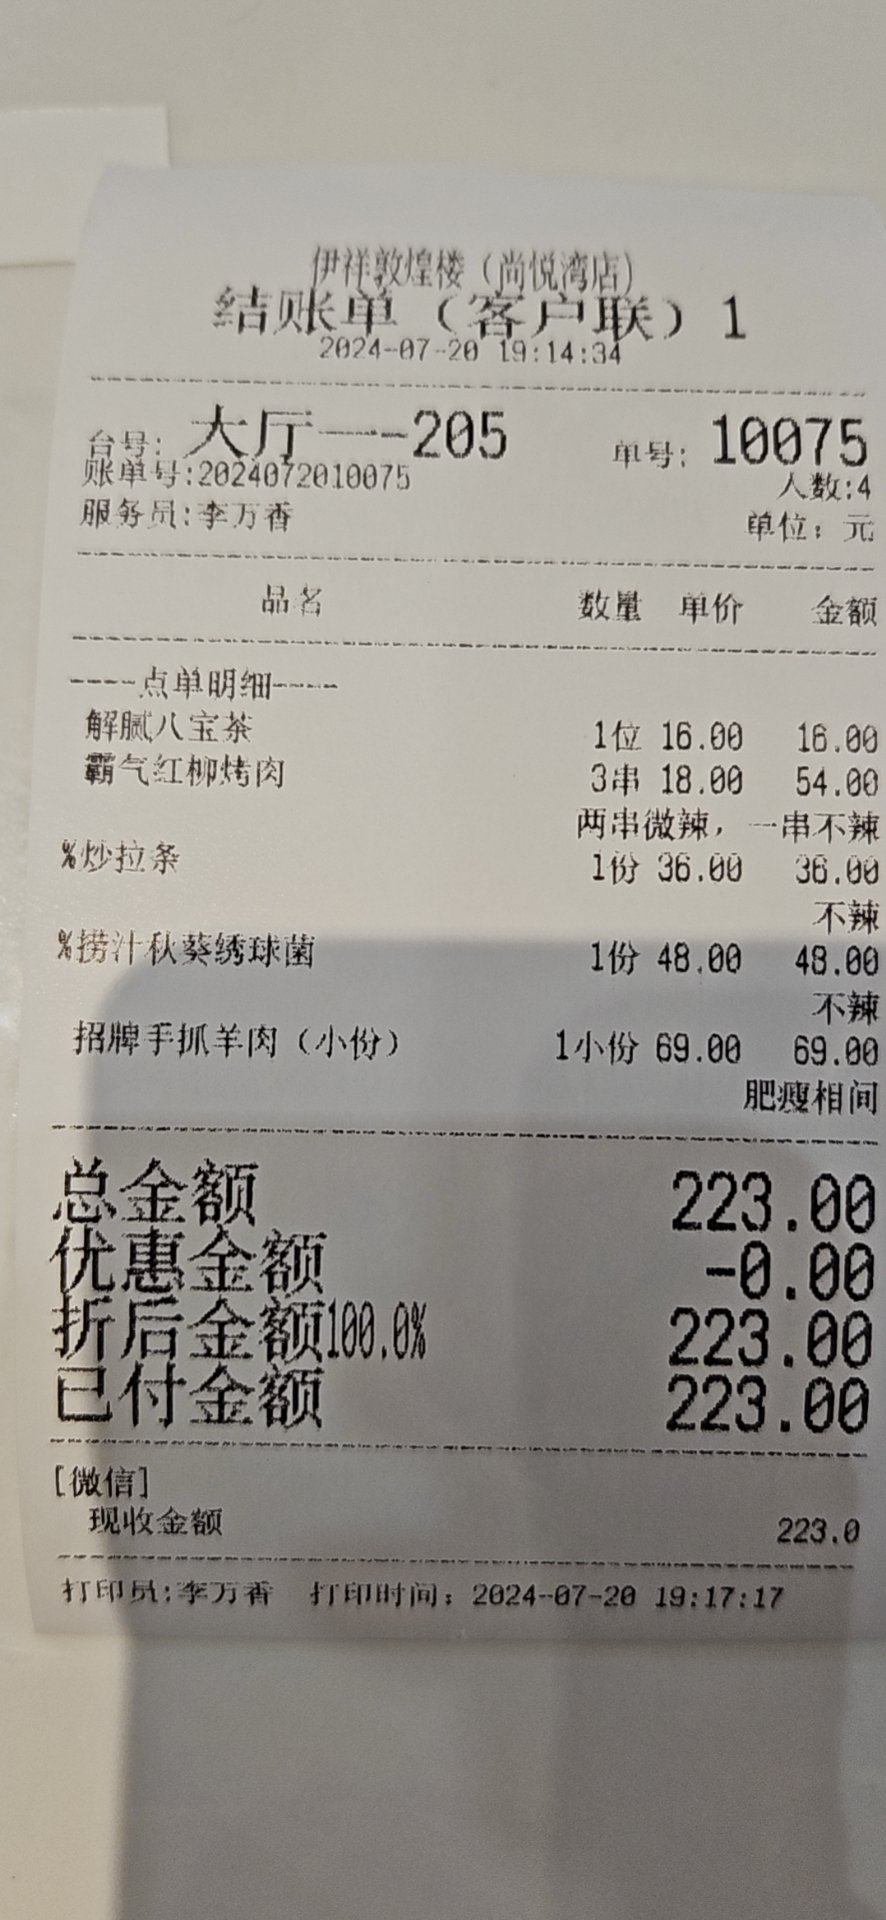 伊祥敦煌楼（尚悦湾店）
结账单（客户联）1
2024-07-20 19:14:34
台号：大厅——-205 单号：10075
账单号:2024072010075 人数:4
服务员:李万香 单位：元
品名 数量 单价 金额
----点单明细----
解腻八宝茶 1位 16.00 16.00
霸气红柳烤肉 3串 18.00 54.00
两串微辣，一串不辣
%炒拉条 1份 36.00 36.00
不辣
%捞汁秋葵绣球菌 1份 48.00 48.00
不辣
招牌手抓羊肉（小份） 1小份 69.00 69.00
肥瘦相间
总金额 223.00
优惠金额 -0.00
折后金额100.0% 223.00
已付金额 223.00
[微信]
现收金额 223.0
打印员:李万香 打印时间：2024-07-20 19:17:17